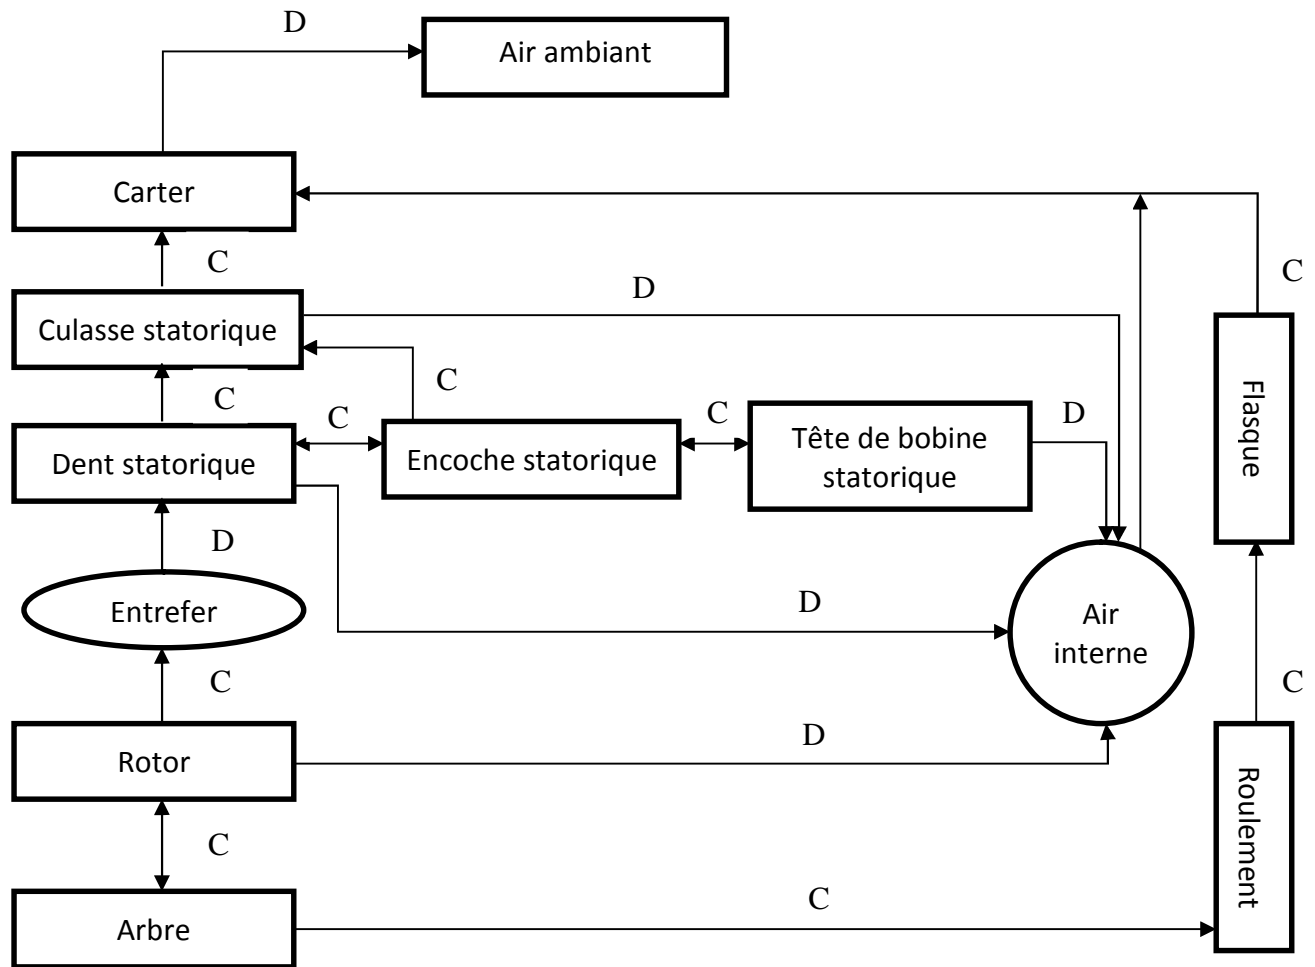 D
Air ambiant
Carter
C
C
D
Culasse statorique
C
C
C
C
D
Flasque
Dent statorique
Encoche statorique
Tête de bobine
statorique
D
Entrefer
D
Air
interne
C
C
Rotor
D
Roulement
C
C
Arbre